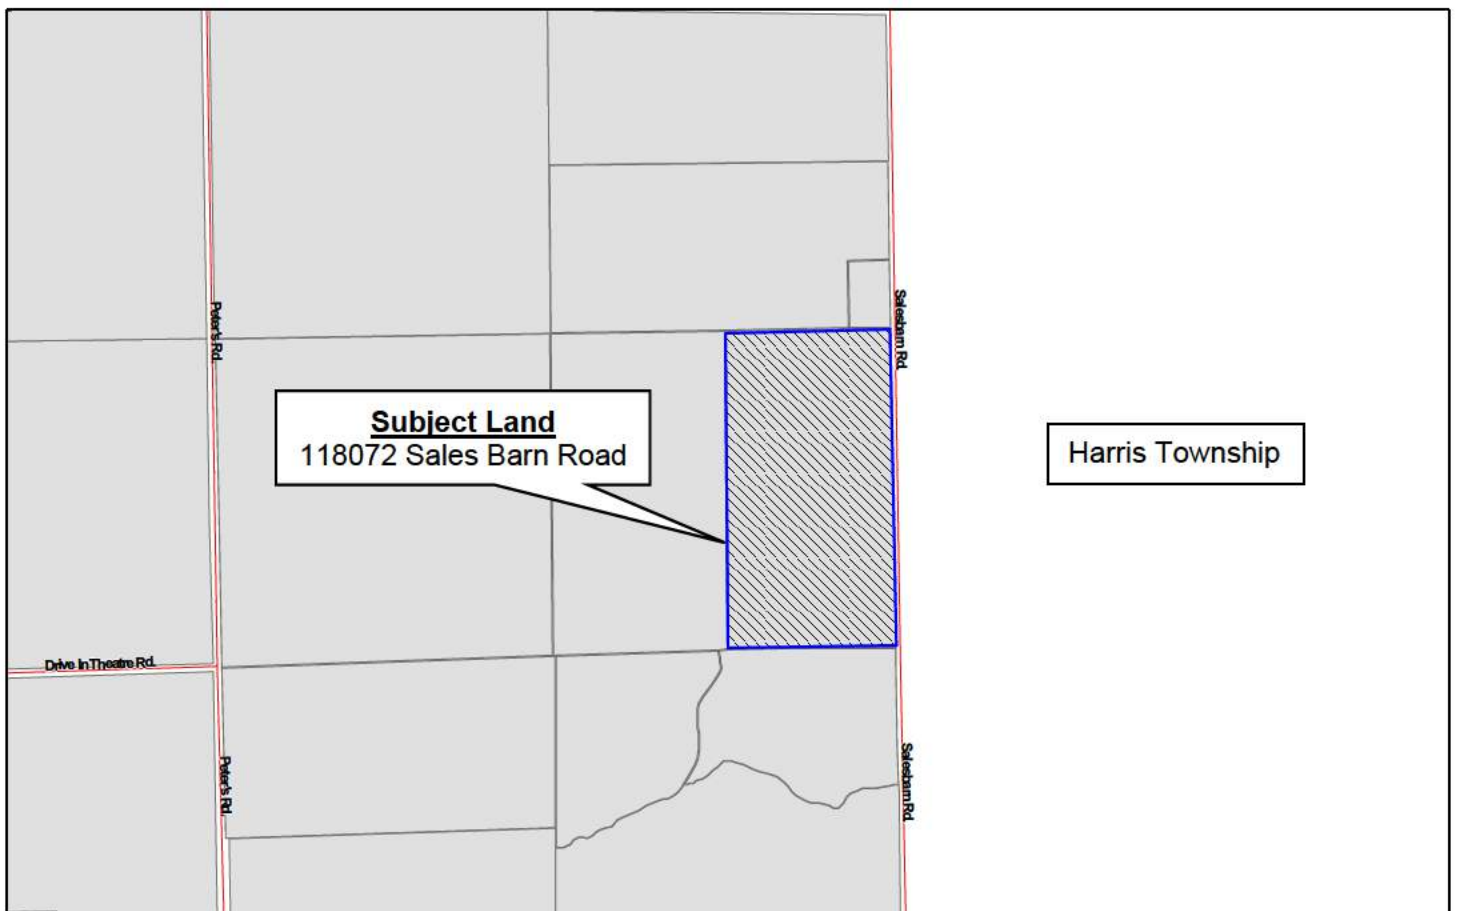 Peter's Rd.
Salesbarn Rd.
Subject Land
118072 Sales Barn Road
Harris Township
Drive In Theatre Rd.
Peter's Rd.
Salesbarn Rd.